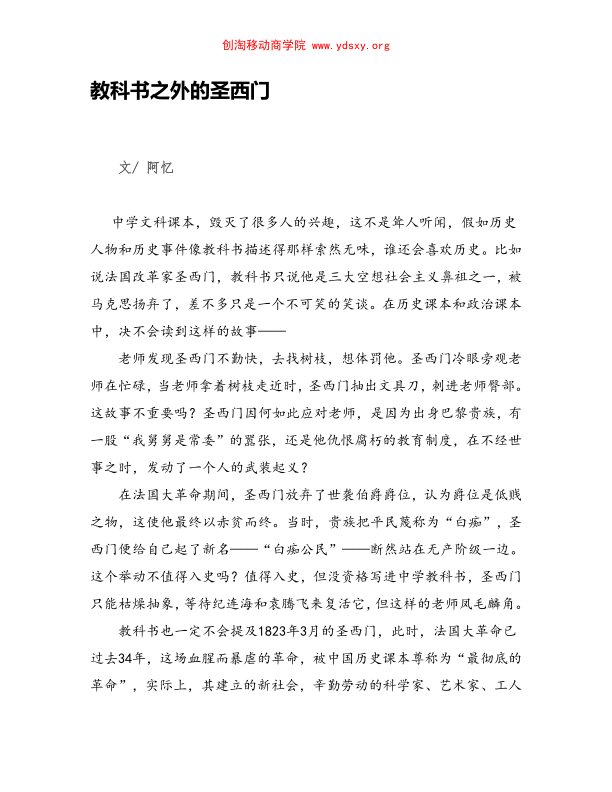 创淘移动商学院 www.ydsxy.org
教科书之外的圣西门
文/ 阿忆
中学文科课本，毁灭了很多人的兴趣，这不是耸人听闻，假如历史
人物和历史事件像教科书描述得那样索然无味，谁还会喜欢历史。比如
说法国改革家圣西门，教科书只说他是三大空想社会主义鼻祖之一，被
马克思扬弃了，差不多只是一个不可笑的笑谈。在历史课本和政治课本
中，决不会读到这样的故事——
老师发现圣西门不勤快，去找树枝，想体罚他。圣西门冷眼旁观老
师在忙碌，当老师拿着树枝走近时，圣西门抽出文具刀，刺进老师臀部。
这故事不重要吗？圣西门因何如此应对老师，是因为出身巴黎贵族，有
一股“我舅舅是常委”的嚣张，还是他仇恨腐朽的教育制度，在不经世
事之时，发动了一个人的武装起义？
在法国大革命期间，圣西门放弃了世袭伯爵爵位，认为爵位是低贱
之物，这使他最终以赤贫而终。当时，贵族把平民蔑称为“白痴”，圣
西门便给自己起了新名——“白痴公民”——断然站在无产阶级一边。
这个举动不值得入史吗？值得入史，但没资格写进中学教科书，圣西门
只能枯燥抽象，等待纪连海和袁腾飞来复活它，但这样的老师凤毛麟角。
教科书也一定不会提及1823年3月的圣西门，此时，法国大革命已
过去34年，这场血腥而暴虐的革命，被中国历史课本尊称为“最彻底的
革命”，实际上，其建立的新社会，辛勤劳动的科学家、艺术家、工人